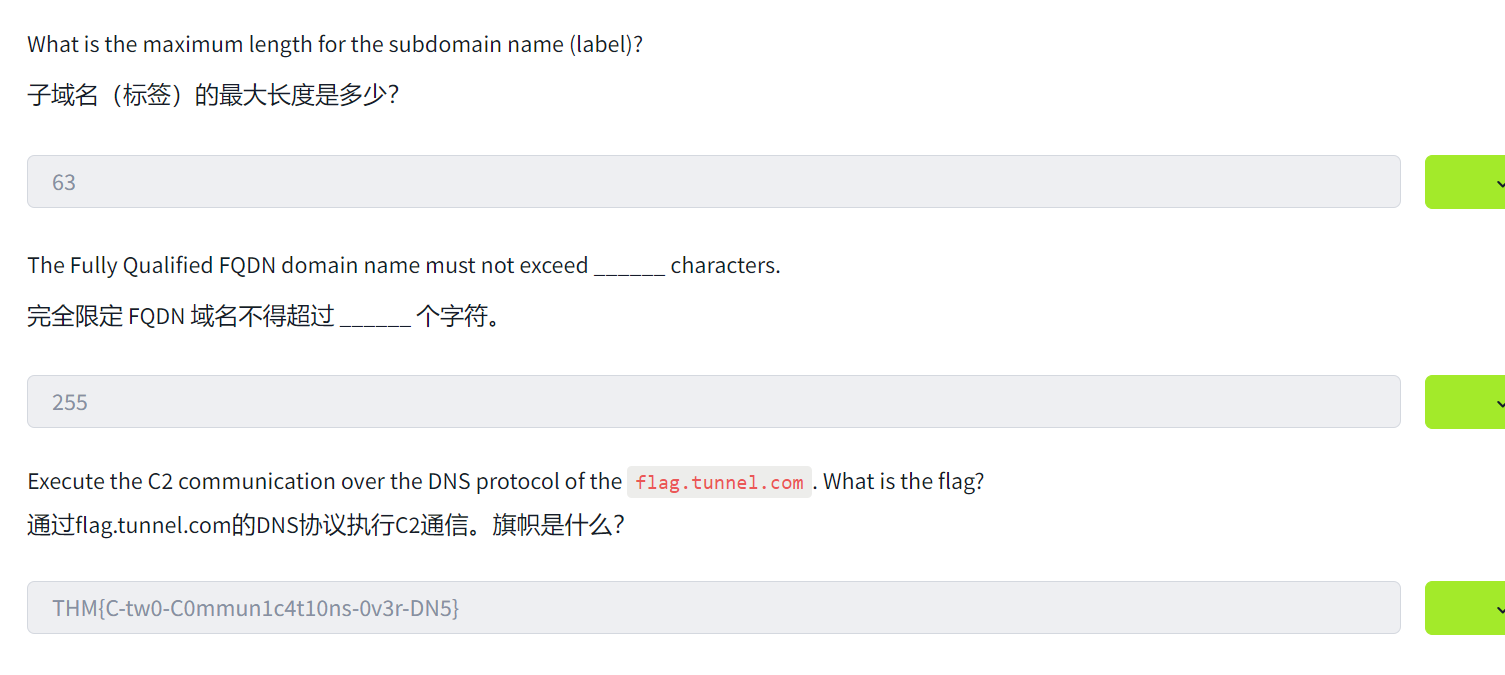 What is the maximum length for the subdomain name (label)?
子域名（标签）的最大长度是多少？
63
The Fully Qualified FQDN domain name must not exceed ______ characters.
完全限定 FQDN 域名不得超过 ______ 个字符。
255
Execute the C2 communication over the DNS protocol of the flag.tunnel.com . What is the flag?
通过flag.tunnel.com的DNS协议执行C2通信。旗帜是什么？
THM{C-tw0-C0mmun1c4t10ns-0v3r-DN5}